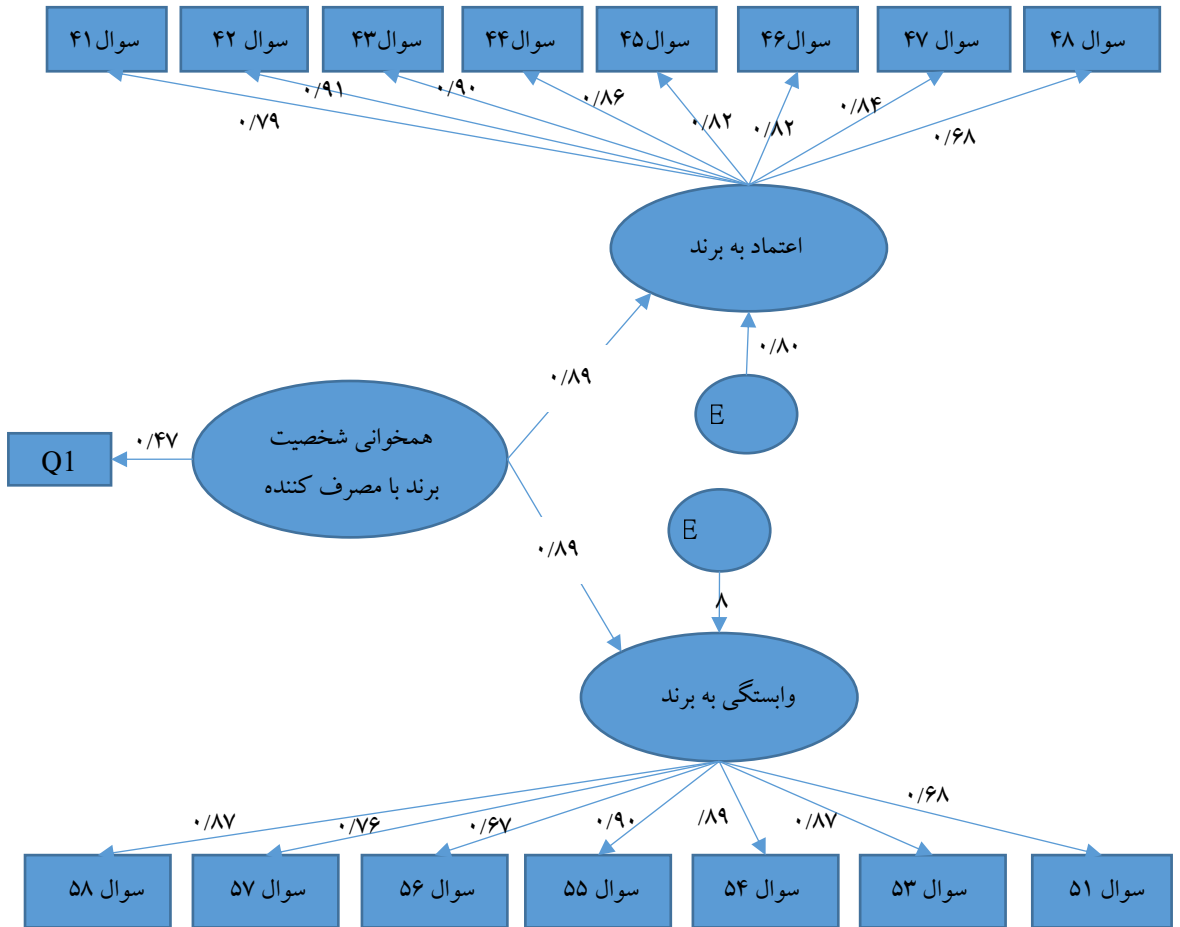 سوال۴۱
سوال ۴۲
سوال۴۳
سوال۴۴
سوال۴۵
سوال۴۶
سوال ۴۷
سوال ۴۸
۰/۷۹
۰/۹۱
۰/۹۰
۰/۸۶
۰/۸۲
۰/۸۲
۰/۸۴
۰/۶۸
اعتماد به برند
۰/۸۰
E
۰/۸۹
همخوانی شخصیت
برند با مصرف کننده
۰/۴۷
Q1
۰/۸۹
E
۸
وابستگی به برند
۰/۸۷
۰/۷۶
۰/۶۷
۰/۹۰
/۸۹
۰/۸۷
۰/۶۸
سوال ۵۸
سوال ۵۷
سوال ۵۶
سوال ۵۵
سوال ۵۴
سوال ۵۳
سوال ۵۱